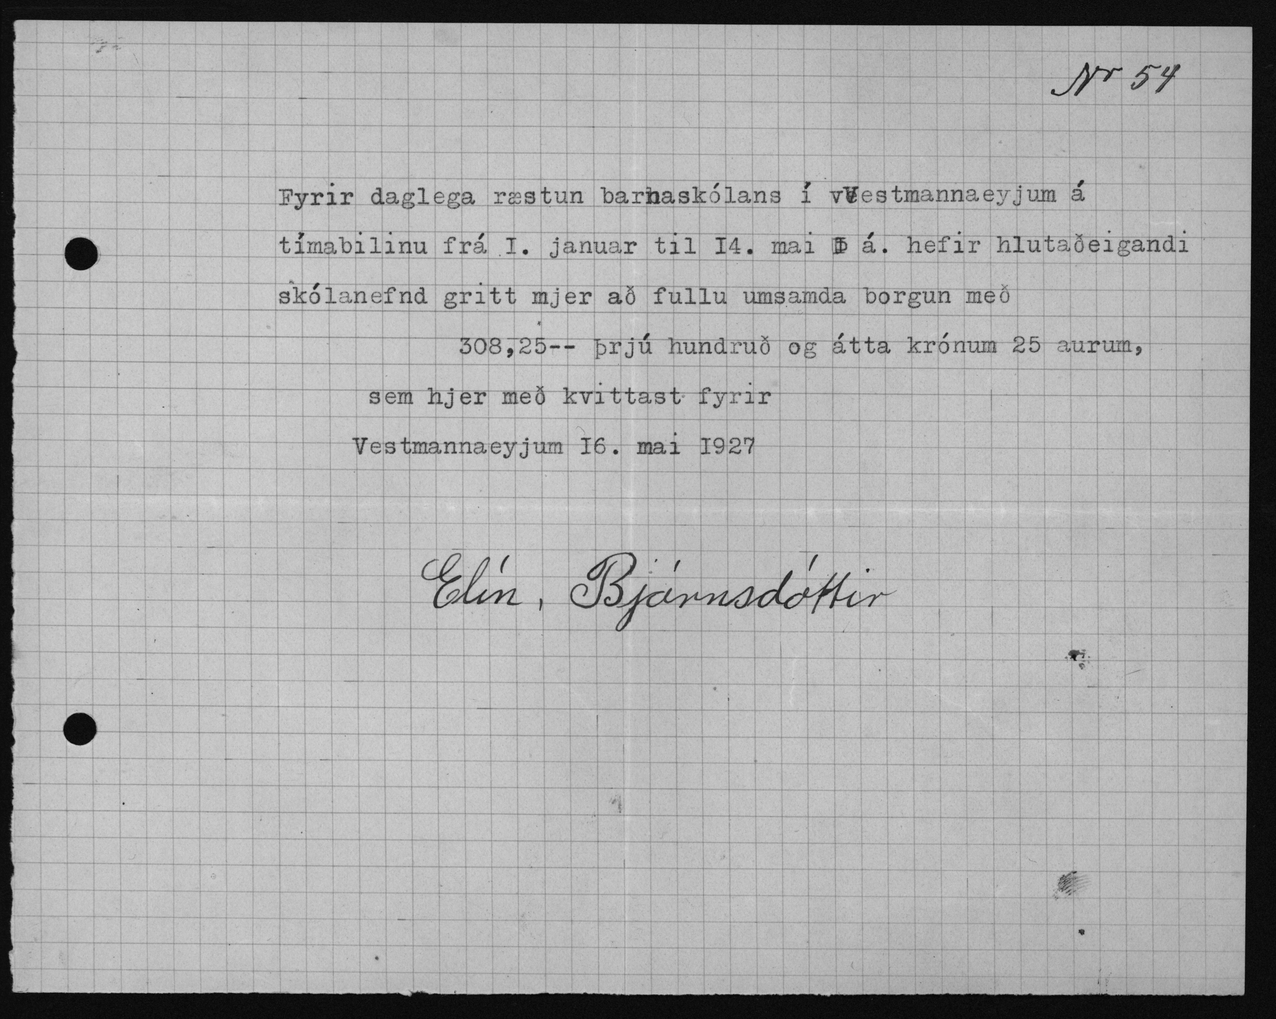 Nr 54
Fyrir daglega ræstun barnaskólans í vVestmannaeyjum á
tímabilinu frá I. januar til I4. mai Þ á. hefir hlutaðeigandi
skólanefnd gritt mjer að fullu umsamda borgun með
308,25-- þrjú hundruð og átta krónum 25 aurum,
sem hjer með kvittast fyrir
Vestmannaeyjum I6. mai I927
Elín, Bjárnsdóttir